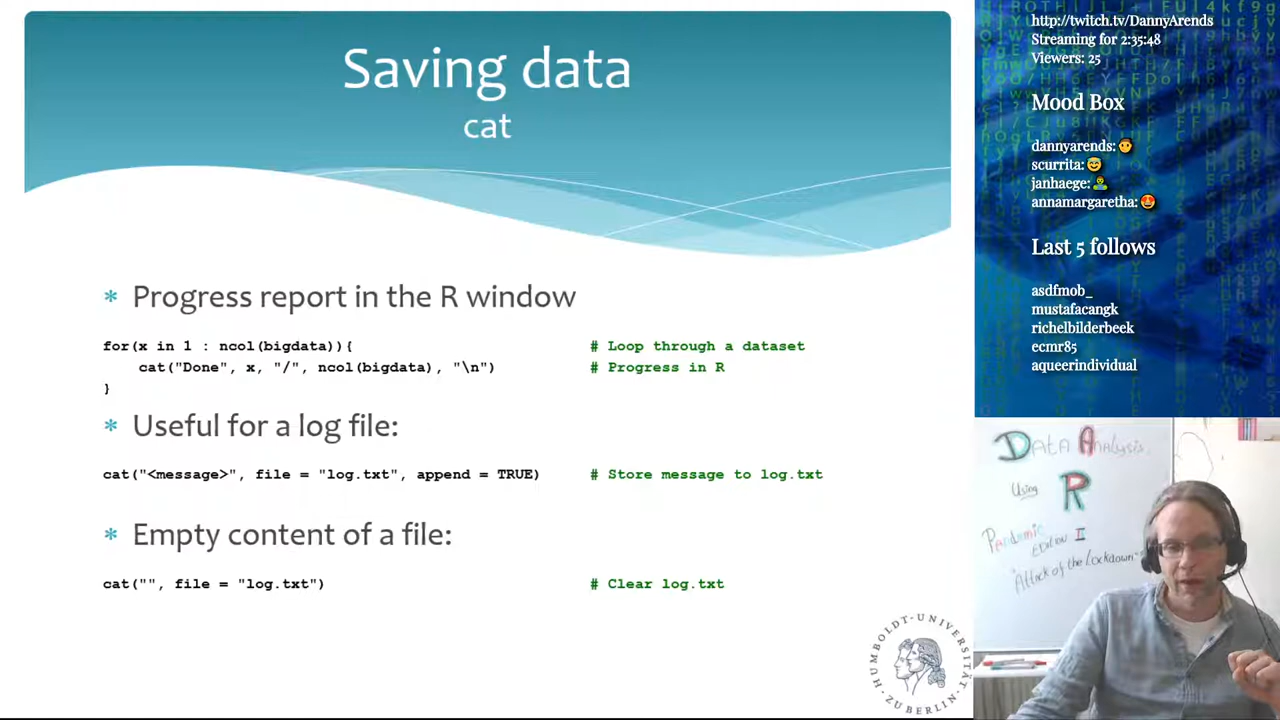 Saving data
cat
* Progress report in the R window
for(x in 1 : ncol(bigdata)){ # Loop through a dataset
cat("Done", x, "/", ncol(bigdata), "\n") # Progress in R
}
* Useful for a log file:
cat("<message>", file = "log.txt", append = TRUE) # Store message to log.txt
* Empty content of a file:
cat("", file = "log.txt") # Clear log.txt
HUMBOLDT-UNIVERSITÄT
ZU BERLIN
http://twitch.tv/DannyArends
Streaming for 2:35:48
Viewers: 25
Mood Box
dannyarends:
scurrita: 😅
janhaege:
annamargaretha: 😍
Last 5 follows
asdfmob_
mustafacangk
richelbilderbeek
ecmr85
aqueerindividual
Data Analysis
Using R
Pandemic
Edition II
"Attack of the Lockdown"